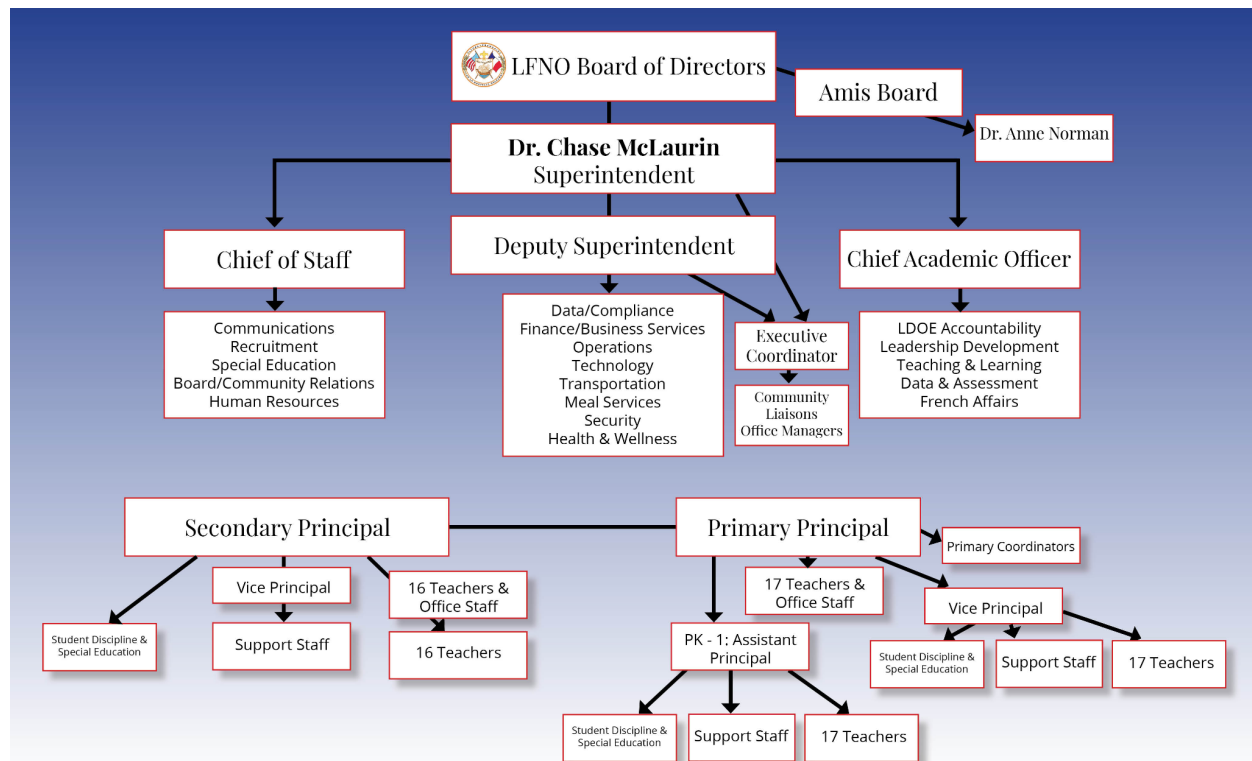 LFNO Board of Directors
Amis Board
Dr. Anne Norman
Dr. Chase McLaurin
Superintendent
Chief of Staff
Deputy Superintendent
Chief Academic Officer
Communications
Recruitment
Special Education
Board/Community Relations
Human Resources
Data/Compliance
Finance/Business Services
Operations
Technology
Transportation
Meal Services
Security
Health & Wellness
Executive
Coordinator
Community
Liaisons
Office Managers
LDOE Accountability
Leadership Development
Teaching & Learning
Data & Assessment
French Affairs
Secondary Principal
Primary Principal
Primary Coordinators
Vice Principal
16 Teachers &
Office Staff
17 Teachers &
Office Staff
Vice Principal
Student Discipline &
Special Education
Support Staff
16 Teachers
PK - 1: Assistant
Principal
Student Discipline &
Special Education
Support Staff
17 Teachers
Student Discipline &
Special Education
Support Staff
17 Teachers